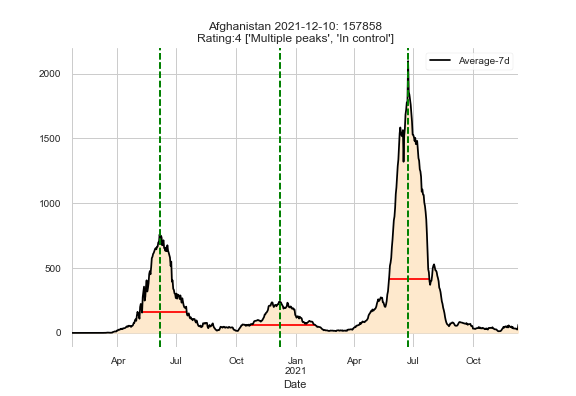 Afghanistan 2021-12-10: 157858
Rating:4 ['Multiple peaks', 'In control']
Average-7d
2000
1500
1000
500
0
Apr Jul Oct Jan Apr Jul Oct
2021
Date